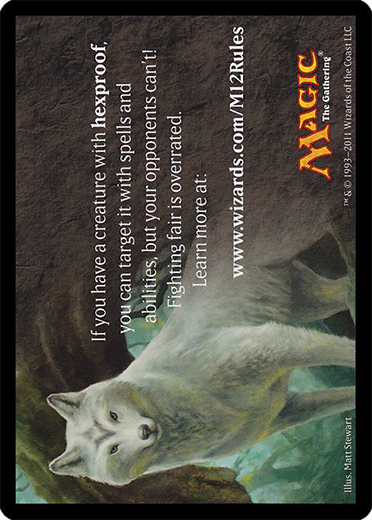 If you have a creature with hexproof,
you can target it with spells and
abilities, but your opponents can't!
Fighting fair is overrated.
Learn more at:
www.wizards.com/M12Rules
MAGIC
The Gathering®
Illus. Matt Stewart
™ & © 1993–2011 Wizards of the Coast LLC